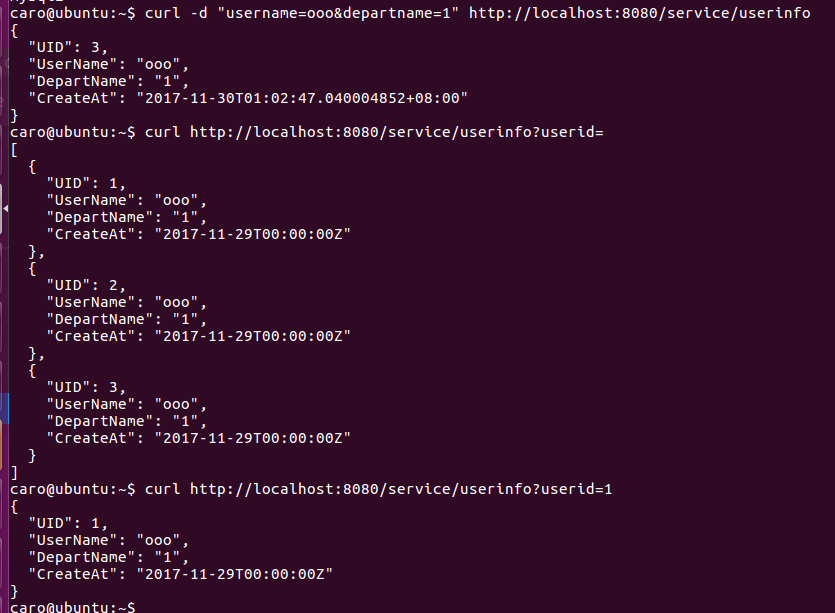 caro@ubuntu:~$ curl -d "username=ooo&departname=1" http://localhost:8080/service/userinfo
{
  "UID": 3,
  "UserName": "ooo",
  "DepartName": "1",
  "CreateAt": "2017-11-30T01:02:47.040004852+08:00"
}
caro@ubuntu:~$ curl http://localhost:8080/service/userinfo?userid=
[
  {
    "UID": 1,
    "UserName": "ooo",
    "DepartName": "1",
    "CreateAt": "2017-11-29T00:00:00Z"
  },
  {
    "UID": 2,
    "UserName": "ooo",
    "DepartName": "1",
    "CreateAt": "2017-11-29T00:00:00Z"
  },
  {
    "UID": 3,
    "UserName": "ooo",
    "DepartName": "1",
    "CreateAt": "2017-11-29T00:00:00Z"
  }
]
caro@ubuntu:~$ curl http://localhost:8080/service/userinfo?userid=1
{
  "UID": 1,
  "UserName": "ooo",
  "DepartName": "1",
  "CreateAt": "2017-11-29T00:00:00Z"
}
caro@ubuntu:~$